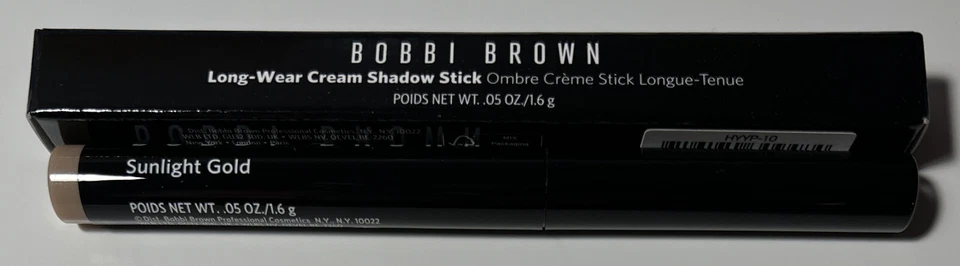 BOBBI BROWN
Long-Wear Cream Shadow Stick Ombre Crème Stick Longue-Tenue
POIDS NET WT. .05 OZ./1.6 g
HYYP-10
Sunlight Gold
POIDS NET WT. .05 OZ./1.6 g
© Dist. Bobbi Brown Professional Cosmetics, N.Y., N.Y. 10022